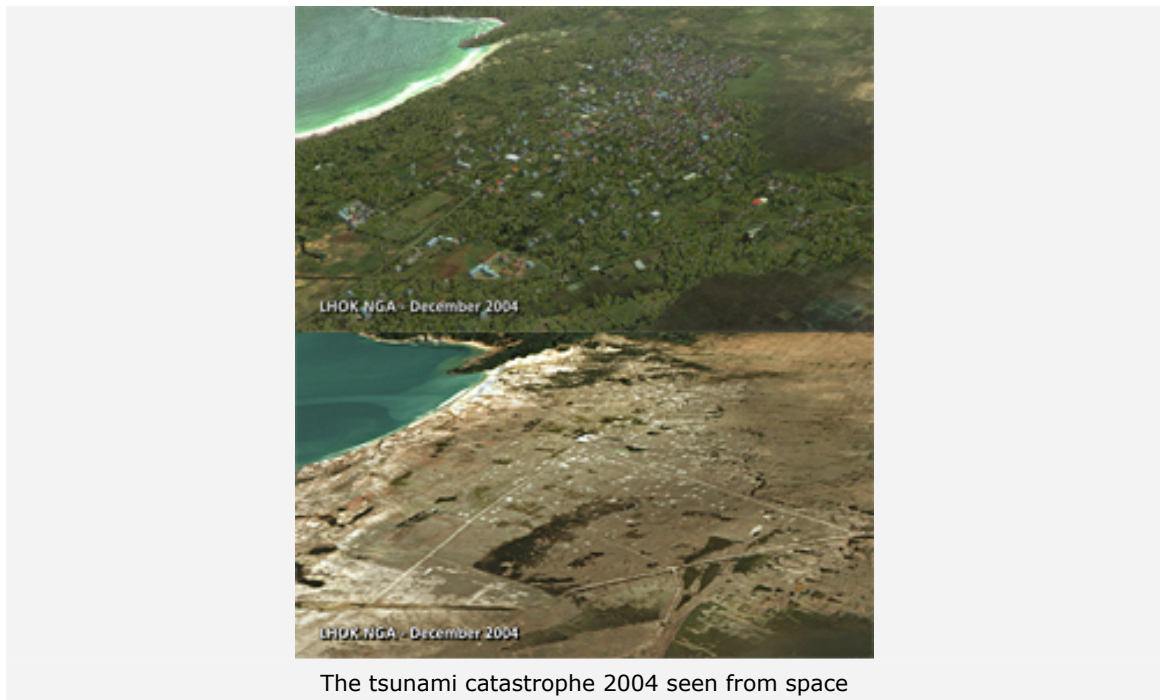 LHOK NGA - December 2004
LHOK NGA - December 2004
The tsunami catastrophe 2004 seen from space